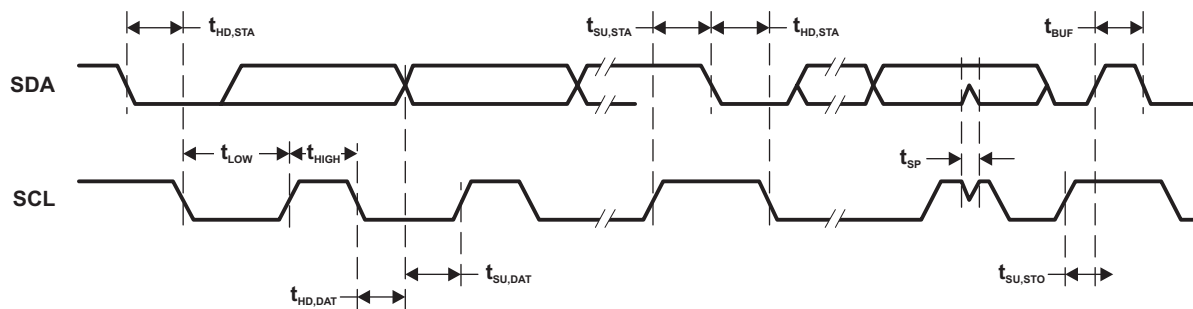 tHD,STA
tSU,STA
tHD,STA
tBUF
SDA
tLOW
tHIGH
tSP
SCL
tSU,DAT
tSU,STO
tHD,DAT